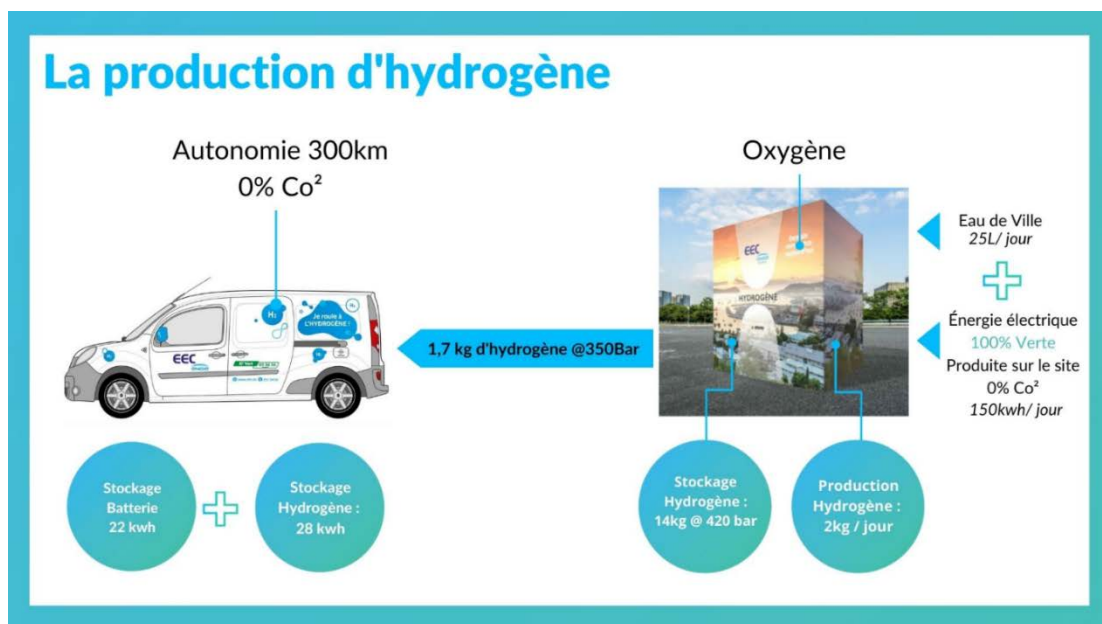 La production d'hydrogène
Autonomie 300km
0% Co²
Oxygène
EEC
HYDROGÈNE
Eau de Ville
25L/ jour
Énergie électrique
100% Verte
Produite sur le site
0% Co²
150kwh/ jour
H₂
Je roule à
L'HYDROGÈNE !
EEC
1,7 kg d'hydrogène @350Bar
Stockage
Batterie
22 kwh
Stockage
Hydrogène :
28 kwh
Stockage
Hydrogène :
14kg @ 420 bar
Production
Hydrogène :
2kg / jour